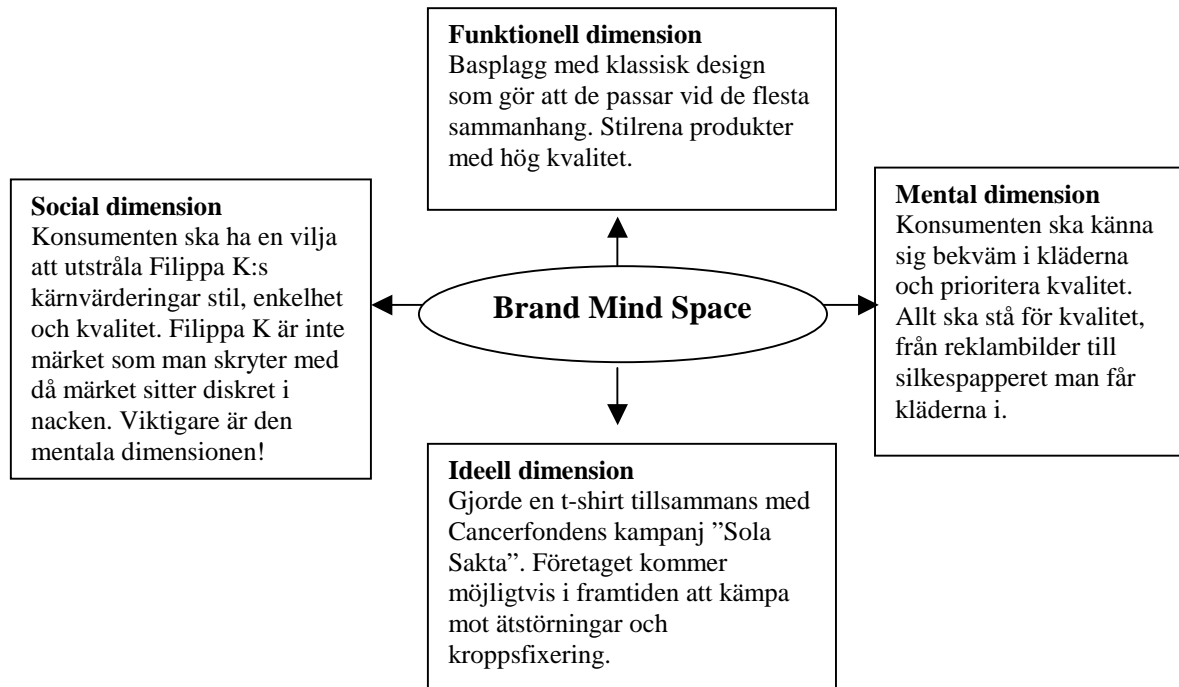 Funktionell dimension
Basplagg med klassisk design
som gör att de passar vid de flesta
sammanhang. Stilrena produkter
med hög kvalitet.
Social dimension
Konsumenten ska ha en vilja
att utstråla Filippa K:s
kärnvärderingar stil, enkelhet
och kvalitet. Filippa K är inte
märket som man skryter med
då märket sitter diskret i
nacken. Viktigare är den
mentala dimensionen!
Brand Mind Space
Mental dimension
Konsumenten ska känna
sig bekväm i kläderna
och prioritera kvalitet.
Allt ska stå för kvalitet,
från reklambilder till
silkespapperet man får
kläderna i.
Ideell dimension
Gjorde en t-shirt tillsammans med
Cancerfondens kampanj ”Sola
Sakta”. Företaget kommer
möjligtvis i framtiden att kämpa
mot ätstörningar och
kroppsfixering.